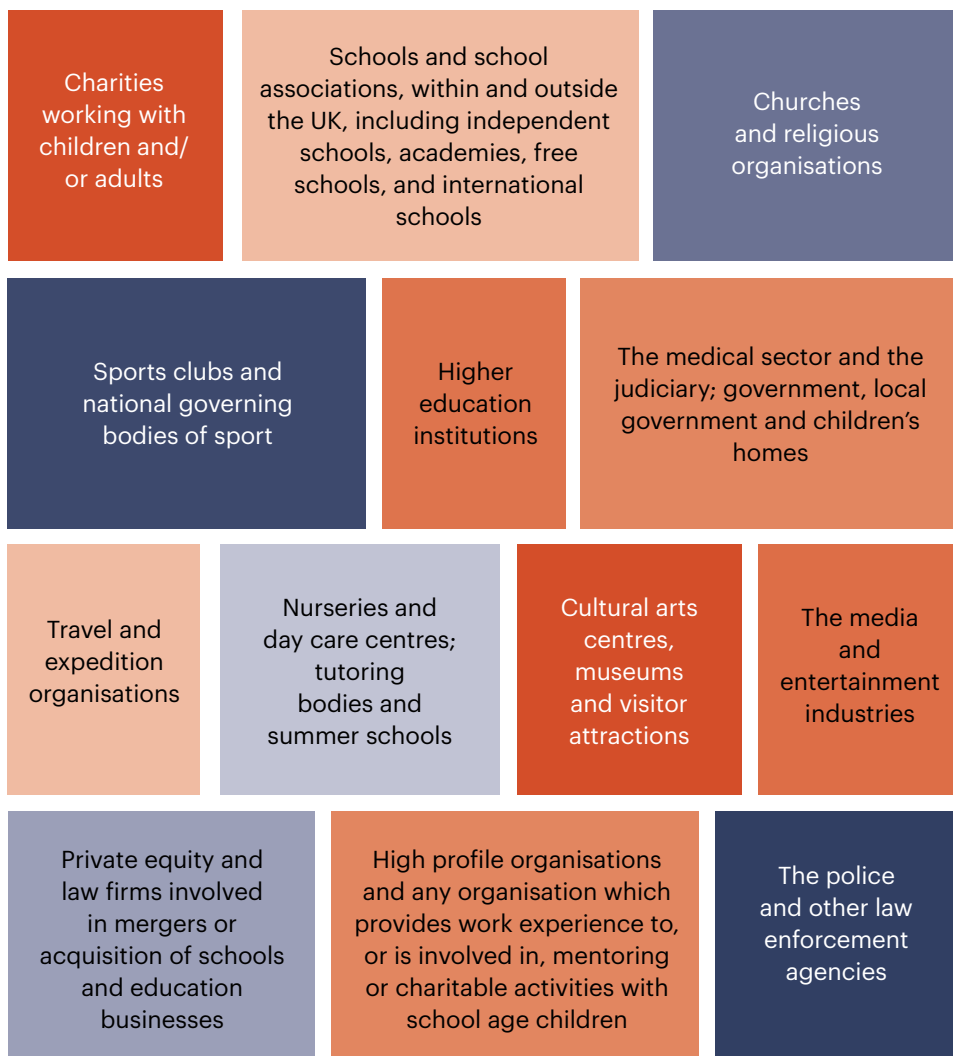 Charities
working with
children and/
or adults
Schools and school
associations, within and outside
the UK, including independent
schools, academies, free
schools, and international
schools
Churches
and religious
organisations
Sports clubs and
national governing
bodies of sport
Higher
education
institutions
The medical sector and the
judiciary; government, local
government and children’s
homes
Travel and
expedition
organisations
Nurseries and
day care centres;
tutoring
bodies and
summer schools
Cultural arts
centres,
museums
and visitor
attractions
The media
and
entertainment
industries
Private equity and
law firms involved
in mergers or
acquisition of schools
and education
businesses
High profile organisations
and any organisation which
provides work experience to,
or is involved in, mentoring
or charitable activities with
school age children
The police
and other law
enforcement
agencies